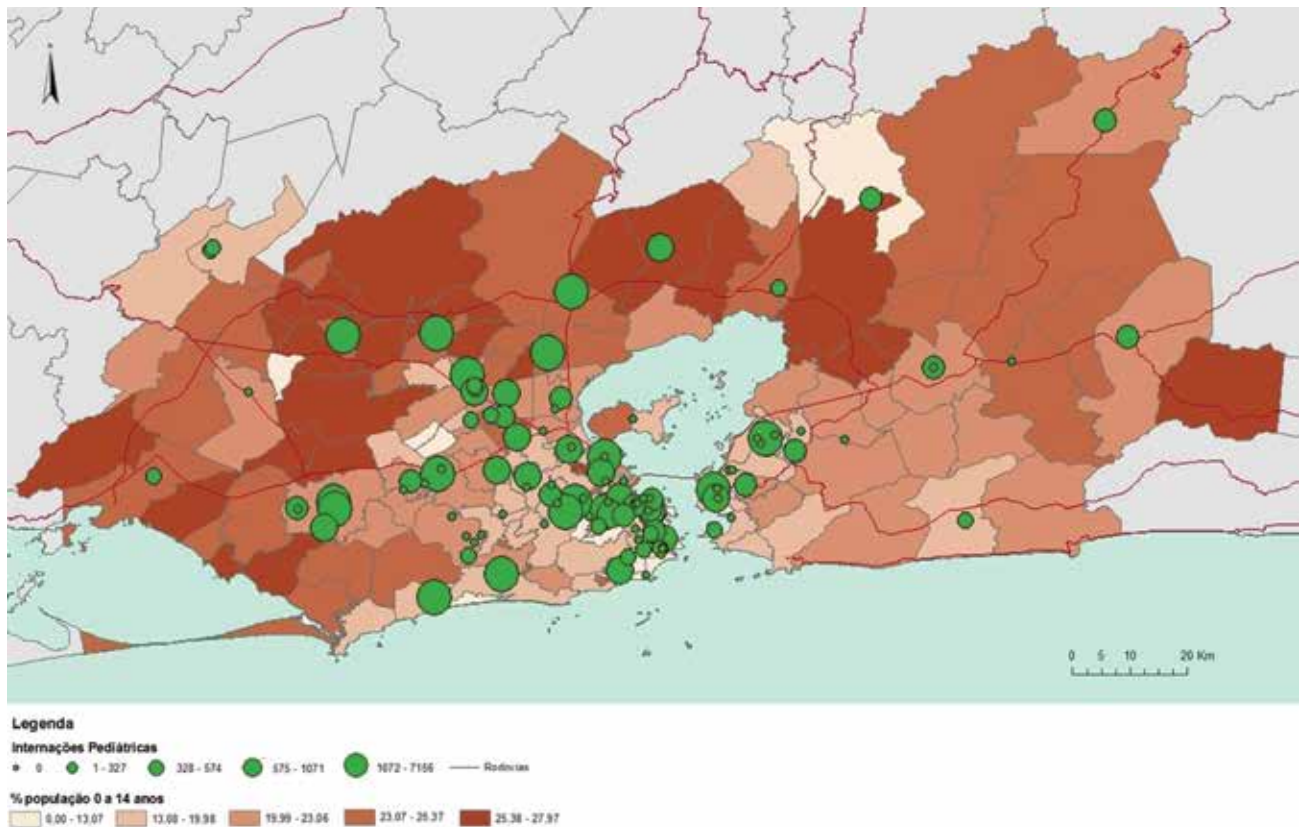 0 5 10 20 Km
Legenda
Internações Pediátricas
0 1 - 327 328 - 574 575 - 1071 1072 - 7156 Rodovias
% população 0 a 14 anos
0.00 - 13.07 13.08 - 19.98 19.99 - 23.06 23.07 - 25.37 25.38 - 27.97